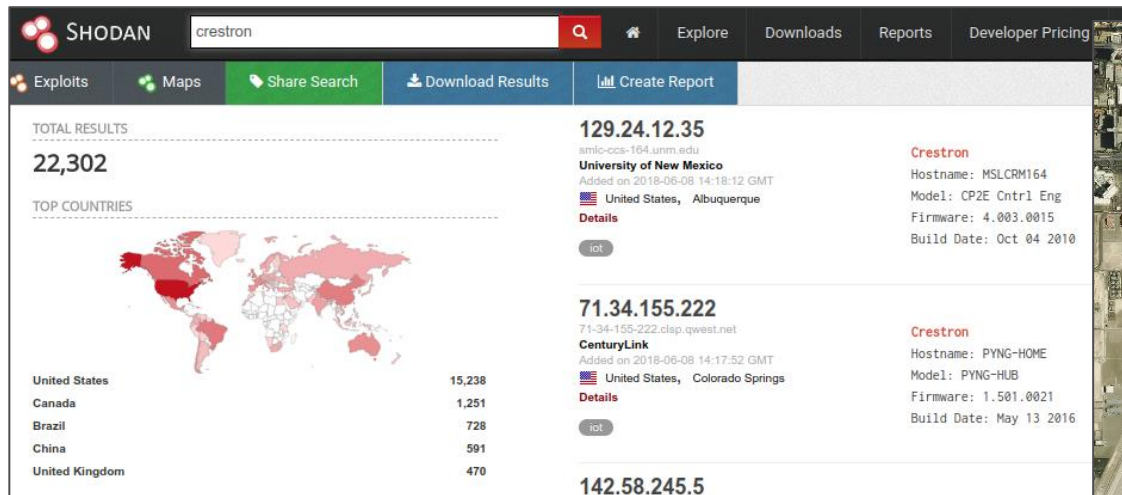 SHODAN
crestron
Explore
Downloads
Reports
Developer Pricing
Exploits
Maps
Share Search
Download Results
Create Report
TOTAL RESULTS
22,302
TOP COUNTRIES
United States 15,238
Canada 1,251
Brazil 728
China 591
United Kingdom 470
129.24.12.35
smlc-ccs-164.unm.edu
University of New Mexico
Added on 2018-06-08 14:18:12 GMT
United States, Albuquerque
Details
iot
Crestron
Hostname: MSLCRM164
Model: CP2E Cntrl Eng
Firmware: 4.003.0015
Build Date: Oct 04 2010
71.34.155.222
71-34-155-222.clsp.qwest.net
CenturyLink
Added on 2018-06-08 14:17:52 GMT
United States, Colorado Springs
Details
iot
Crestron
Hostname: PYNG-HOME
Model: PYNG-HUB
Firmware: 1.501.0021
Build Date: May 13 2016
142.58.245.5